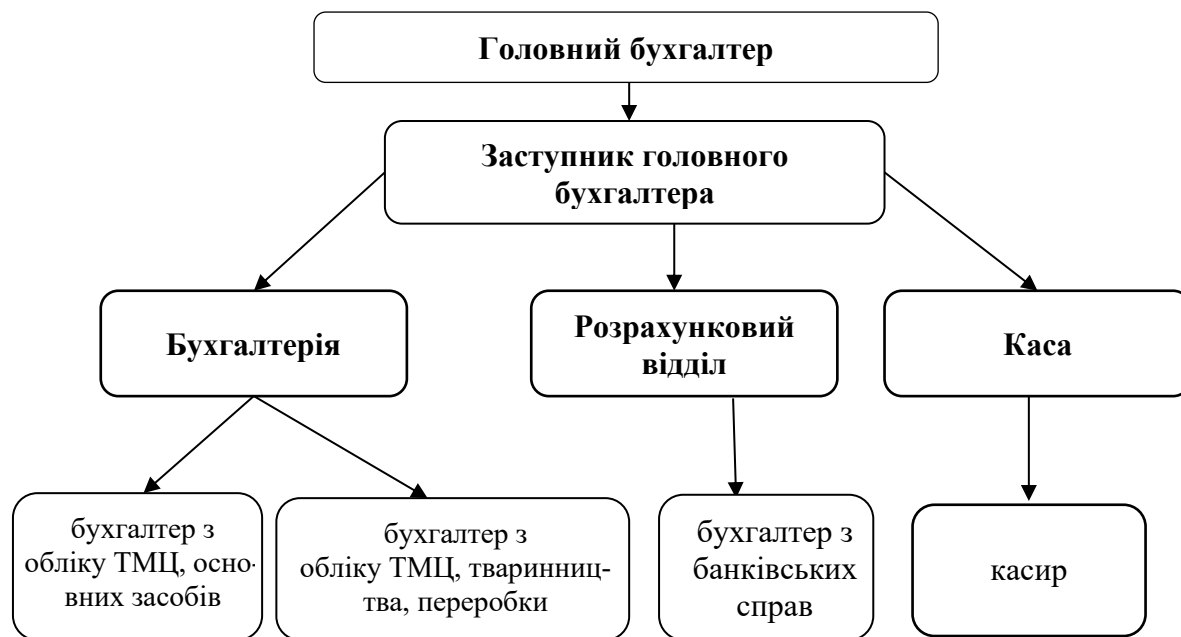 Головний бухгалтер
Заступник головного
бухгалтера
Бухгалтерія
Розрахунковий
відділ
Каса
бухгалтер з
обліку ТМЦ, осно-
вних засобів
бухгалтер з
обліку ТМЦ, тваринниц-
тва, переробки
бухгалтер з
банківських
справ
касир